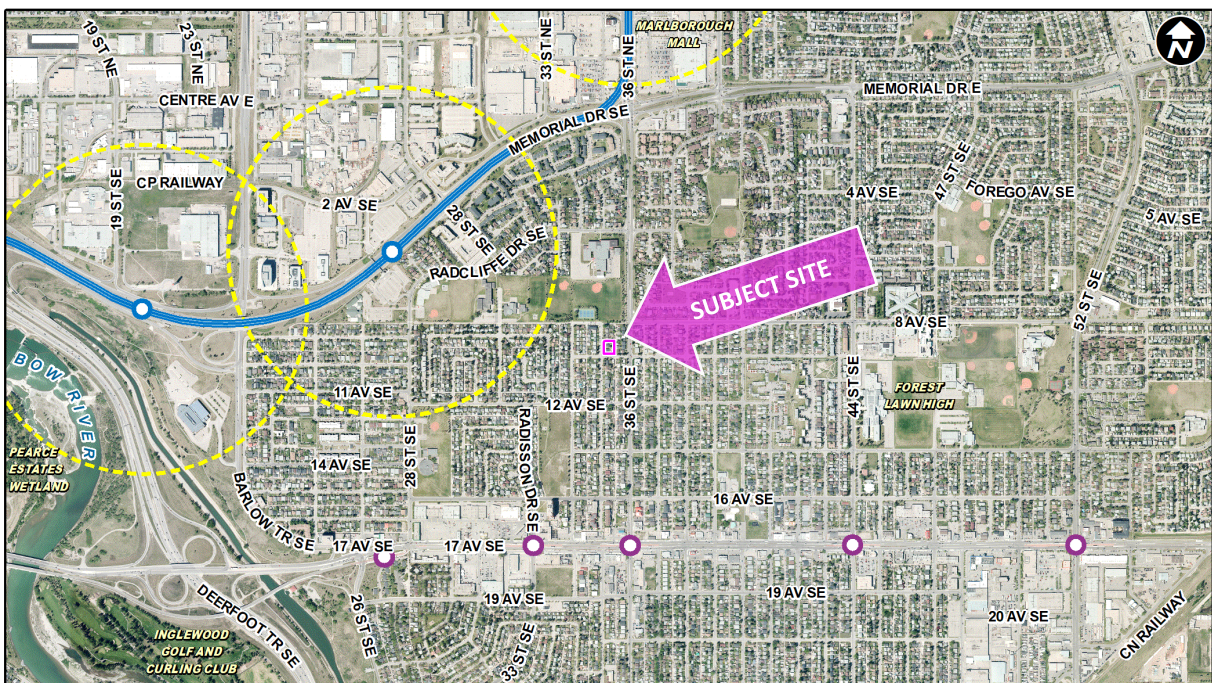 19 ST NE
23 ST NE
33 ST NE
36 ST NE
MARLBOROUGH
MALL
N
CENTRE AV E
MEMORIAL DR E
MEMORIAL DR SE
CP RAILWAY
19 ST SE
2 AV SE
28 ST SE
RADCLIFFE DR SE
4 AV SE
47 ST SE
FOREGO AV SE
5 AV SE
SUBJECT SITE
52 ST SE
8 AV SE
BOW RIVER
11 AV SE
12 AV SE
36 ST SE
44 ST SE
FOREST
LAWN HIGH
PEARCE
ESTATES
WETLAND
14 AV SE
28 ST SE
RADISSON DR SE
16 AV SE
BARLOW TR SE
17 AV SE
17 AV SE
DEERFOOT TR SE
26 ST SE
19 AV SE
19 AV SE
20 AV SE
33 ST SE
CN RAILWAY
INGLEWOOD
GOLF AND
CURLING CLUB